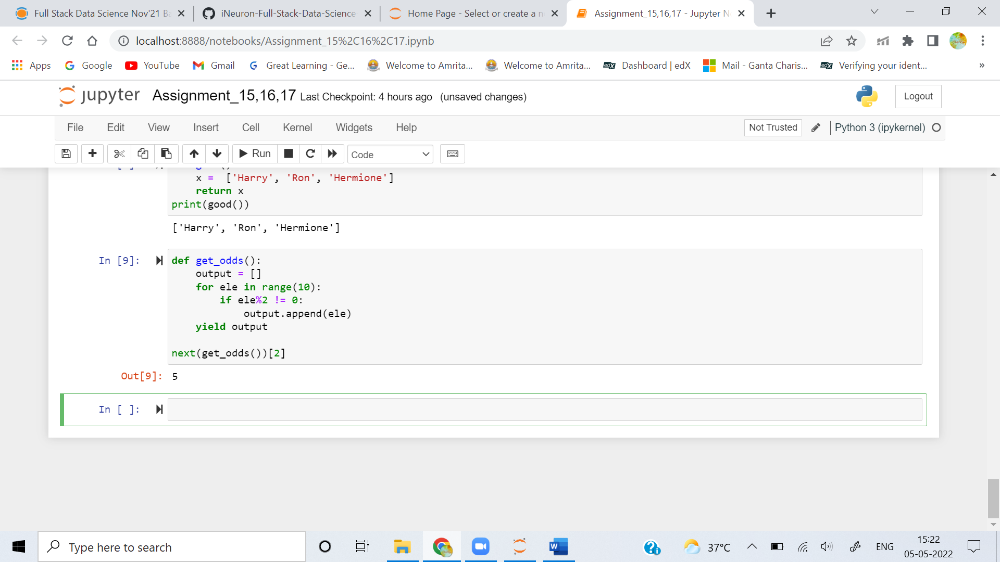 Full Stack Data Science Nov'21 Ba
iNeuron-Full-Stack-Data-Science
Home Page - Select or create a n
Assignment_15,16,17 - Jupyter N
localhost:8888/notebooks/Assignment_15%2C16%2C17.ipynb
Apps
Google
YouTube
Gmail
Great Learning - Ge...
Welcome to Amrita...
Welcome to Amrita...
edX
Dashboard | edX
Mail - Ganta Charis...
edX
Verifying your ident...
»
jupyter
Assignment_15,16,17 Last Checkpoint: 4 hours ago (unsaved changes)
Logout
File Edit View Insert Cell Kernel Widgets Help
Not Trusted
Python 3 (ipykernel)
Run
Code
x = ['Harry', 'Ron', 'Hermione']
return x
print(good())
['Harry', 'Ron', 'Hermione']
In [9]:
def get_odds():
output = []
for ele in range(10):
if ele%2 != 0:
output.append(ele)
yield output
next(get_odds())[2]
Out[9]: 5
In [ ]:
Type here to search
W
37°C
ENG
15:22
05-05-2022